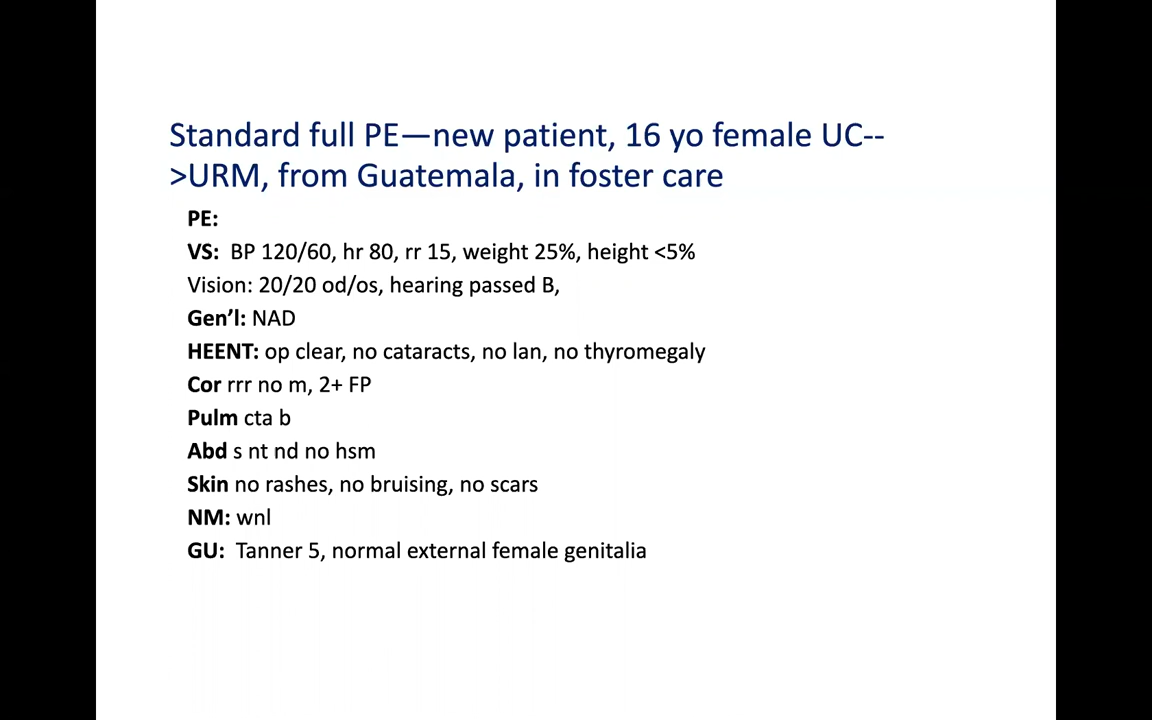 Standard full PE—new patient, 16 yo female UC--
>URM, from Guatemala, in foster care
PE:
VS:  BP 120/60, hr 80, rr 15, weight 25%, height <5%
Vision: 20/20 od/os, hearing passed B,
Gen’l: NAD
HEENT: op clear, no cataracts, no lan, no thyromegaly
Cor rrr no m, 2+ FP
Pulm cta b
Abd s nt nd no hsm
Skin no rashes, no bruising, no scars
NM: wnl
GU:  Tanner 5, normal external female genitalia